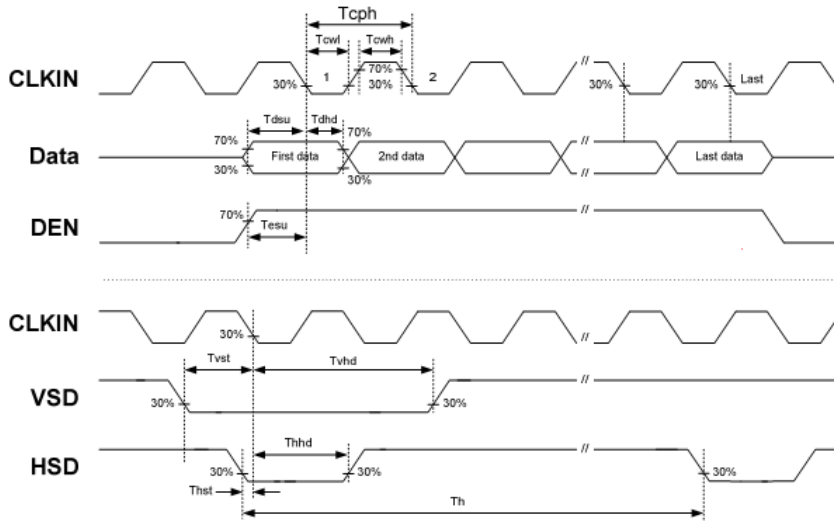 Tcph
Tcwl Tcwh
CLKIN 30% 1 70% 30% 2 // 30% 30% Last
Tdsu Tdhd
70% 70%
Data First data 2nd data Last data
30% 30%
DEN 70% Tesu //
CLKIN 30% //
Tvst Tvhd
VSD 30% 30% //
Thhd
HSD 30% 30% // 30%
Thst
Th